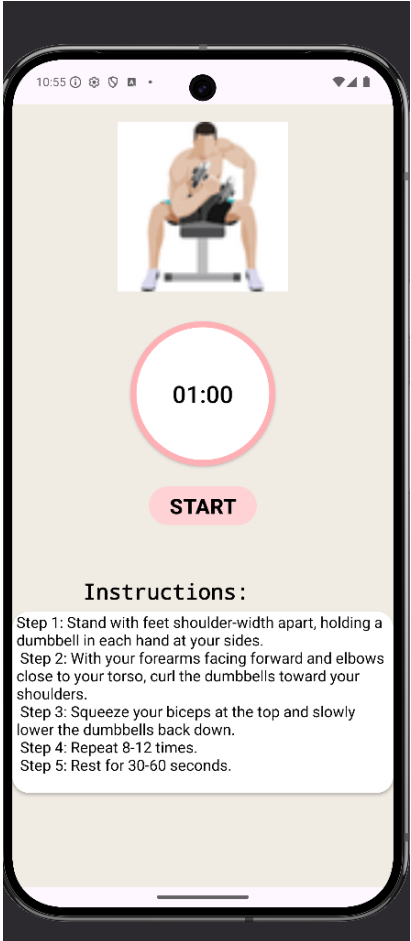 10:55
01:00
START
Instructions:
Step 1: Stand with feet shoulder-width apart, holding a
dumbbell in each hand at your sides.
Step 2: With your forearms facing forward and elbows
close to your torso, curl the dumbbells toward your
shoulders.
Step 3: Squeeze your biceps at the top and slowly
lower the dumbbells back down.
Step 4: Repeat 8-12 times.
Step 5: Rest for 30-60 seconds.